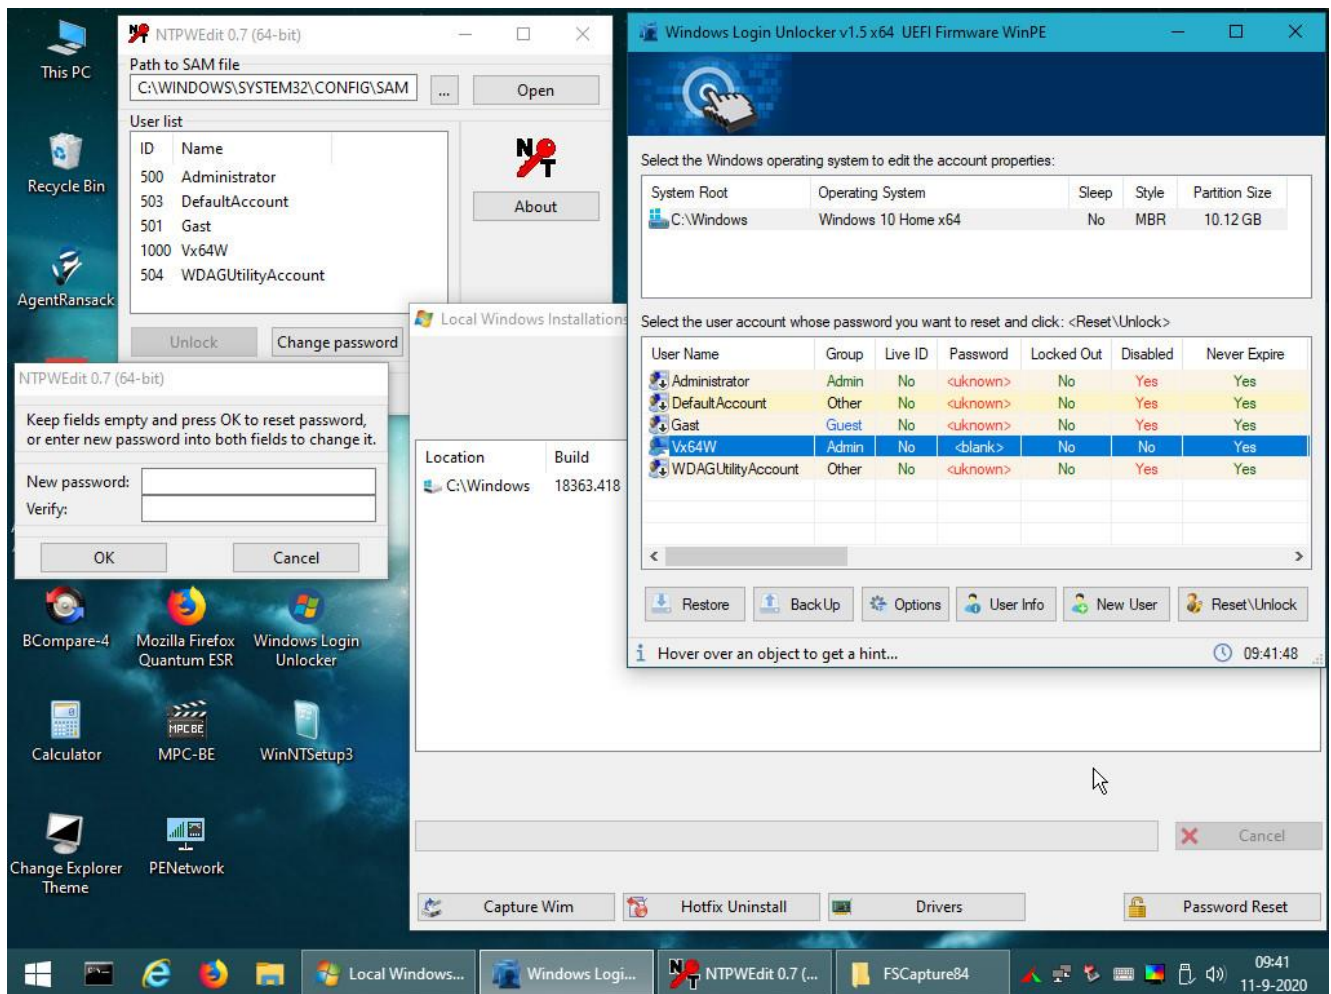 This PC
Recycle Bin
AgentRansack
NTPWEdit 0.7 (64-bit)
Path to SAM file
C:\WINDOWS\SYSTEM32\CONFIG\SAM
...
Open
User list
ID Name
500 Administrator
503 DefaultAccount
501 Gast
1000 Vx64W
504 WDAGUtilityAccount
NT
About
Unlock
Change password
NTPWEdit 0.7 (64-bit)
Keep fields empty and press OK to reset password,
or enter new password into both fields to change it.
New password:
Verify:
OK
Cancel
Local Windows Installations
Location Build
C:\Windows 18363.418
Cancel
Capture Wim
Hotfix Uninstall
Drivers
Password Reset
Windows Login Unlocker v1.5 x64 UEFI Firmware WinPE
Select the Windows operating system to edit the account properties:
System Root Operating System Sleep Style Partition Size
C:\Windows Windows 10 Home x64 No MBR 10.12 GB
Select the user account whose password you want to reset and click: <Reset\Unlock>
User Name Group Live ID Password Locked Out Disabled Never Expire
Administrator Admin No <uknown> No Yes Yes
DefaultAccount Other No <uknown> No Yes Yes
Gast Guest No <uknown> No Yes Yes
Vx64W Admin No <blank> No No Yes
WDAGUtilityAccount Other No <uknown> No Yes Yes
Restore
BackUp
Options
User Info
New User
Reset\Unlock
Hover over an object to get a hint...
09:41:48
BCompare-4
Mozilla Firefox
Quantum ESR
Windows Login
Unlocker
Calculator
MPC BE
MPC-BE
WinNTSetup3
Change Explorer
Theme
PENetwork
Local Windows...
Windows Logi...
NTPWEdit 0.7 (...
FSCapture84
09:41
11-9-2020